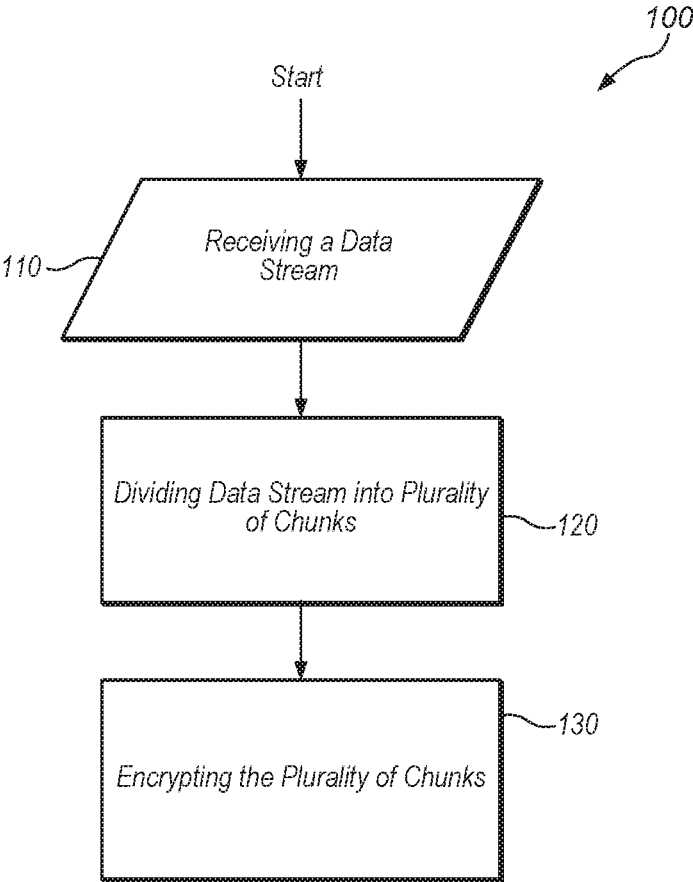 100
Start
Receiving a Data
Stream
110
Dividing Data Stream into Plurality
of Chunks
120
130
Encrypting the Plurality of Chunks